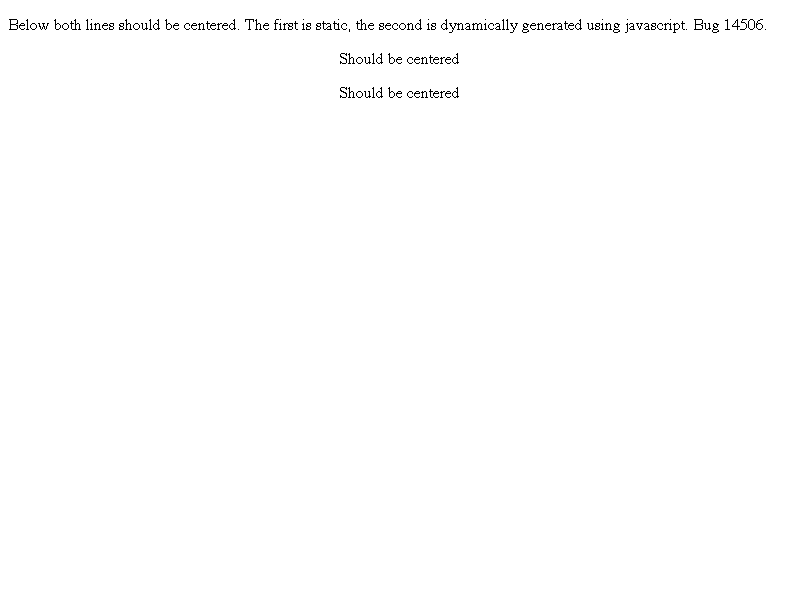 Below both lines should be centered. The first is static, the second is dynamically generated using javascript. Bug 14506.
Should be centered
Should be centered